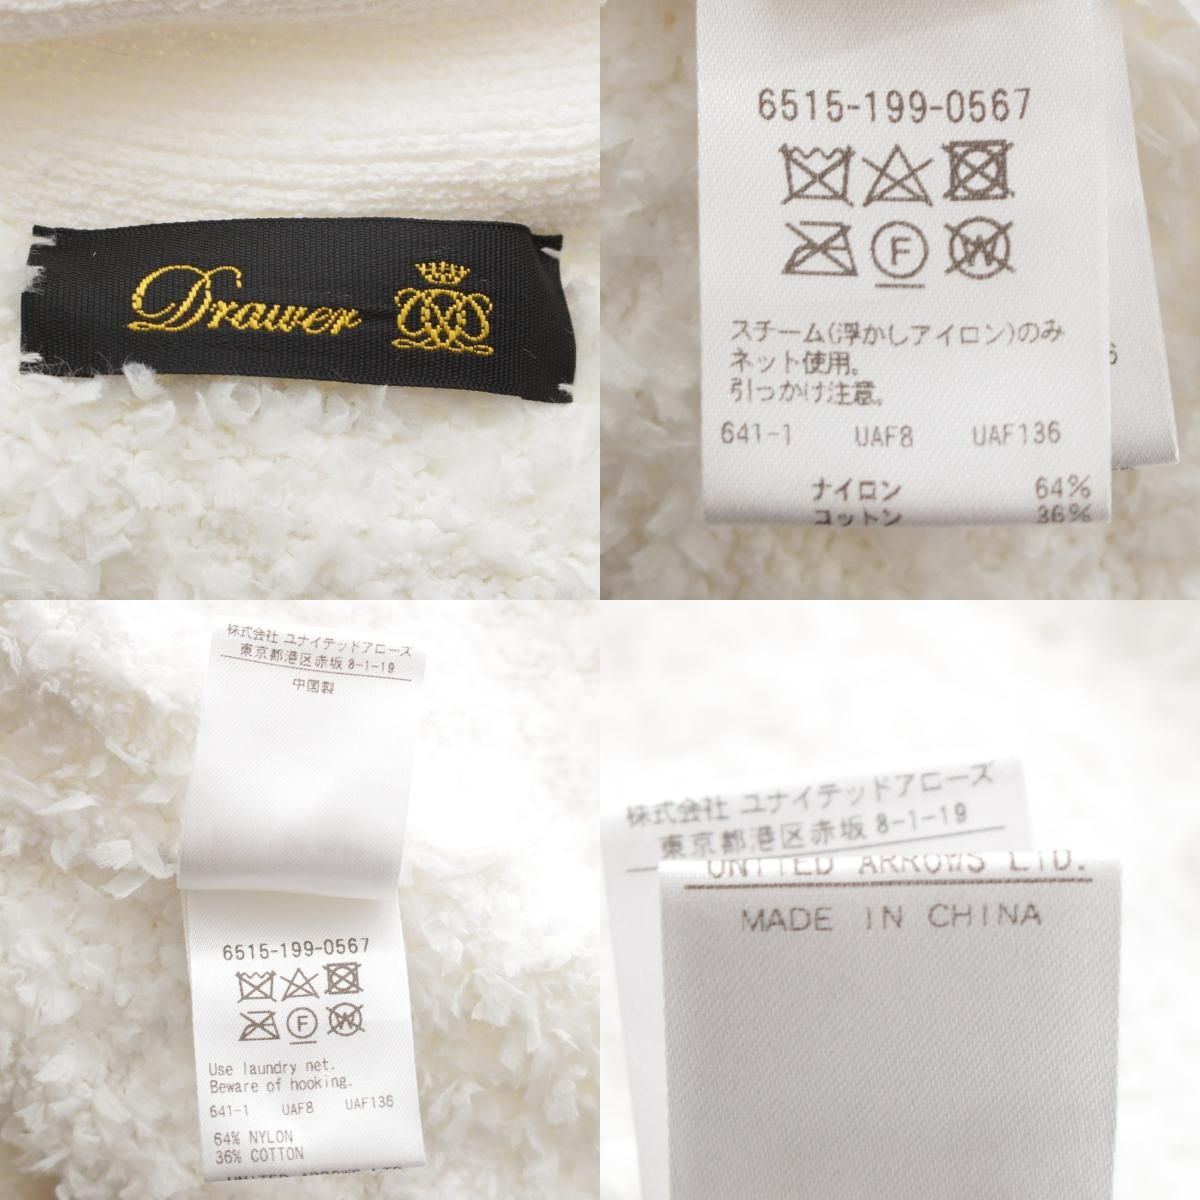 Drawer
6515-199-0567
F
W
スチーム(浮かしアイロン)のみ
ネット使用。
引っかけ注意。
641-1 UAF8 UAF136
ナイロン 64%
コットン 36%
6
株式会社 ユナイテッドアローズ
東京都港区赤坂 8-1-19
中国製
6515-199-0567
F
W
Use laundry net.
Beware of hooking.
641-1 UAF8 UAF136
64% NYLON
36% COTTON
UNITED ARROWS LTD.
株式会社 ユナイテッドアローズ
東京都港区赤坂 8-1-19
UNITED ARROWS LTD.
MADE IN CHINA